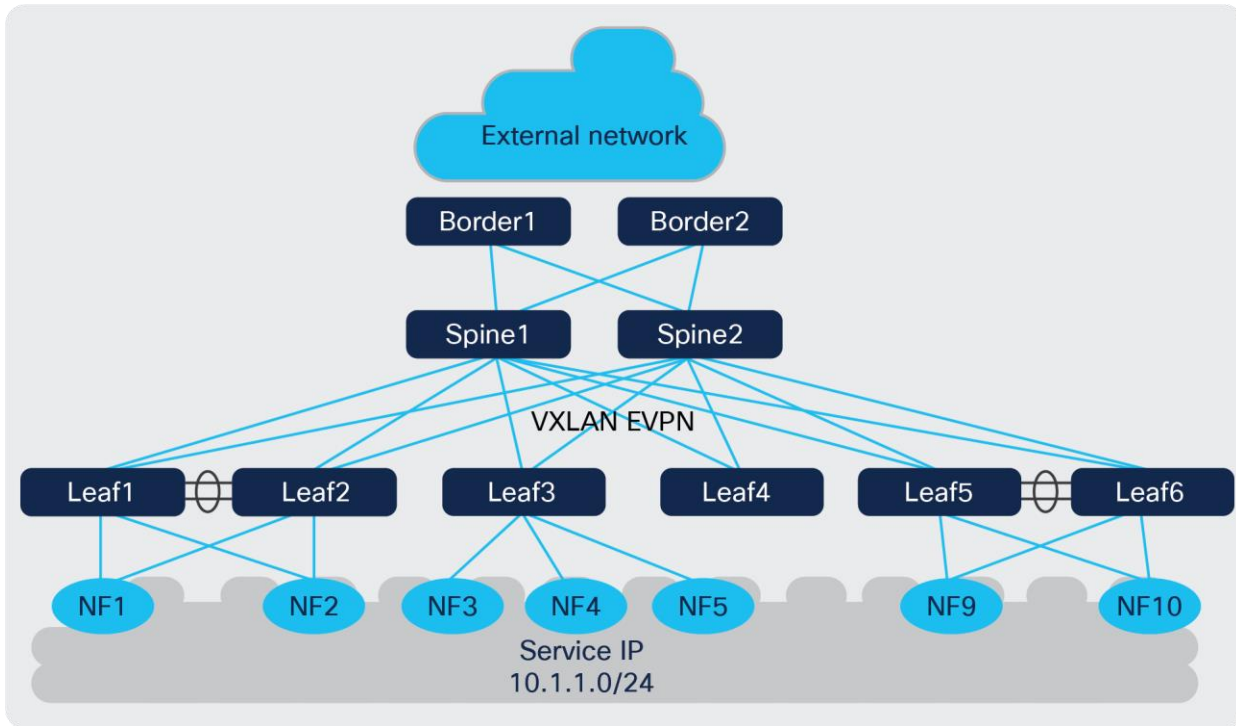 External network
Border1
Border2
Spine1
Spine2
VXLAN EVPN
Leaf1
Leaf2
Leaf3
Leaf4
Leaf5
Leaf6
NF1
NF2
NF3
NF4
NF5
NF9
NF10
Service IP
10.1.1.0/24